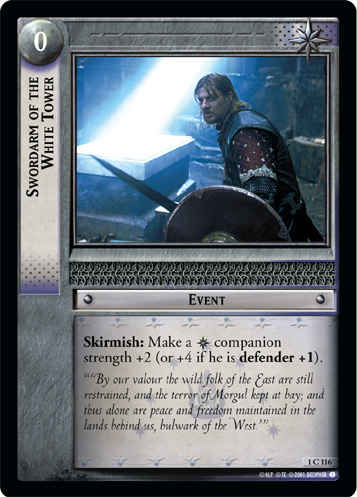 0
SWORDARM OF THE
WHITE TOWER
EVENT
Skirmish: Make a companion
strength +2 (or +4 if he is defender +1).
"“By our valour the wild folk of the East are still
restrained, and the terror of Morgul kept at bay; and
thus alone are peace and freedom maintained in the
lands behind us, bulwark of the West.’”
1 C 116
© NLP ™ TE © 2001 DECIPHER